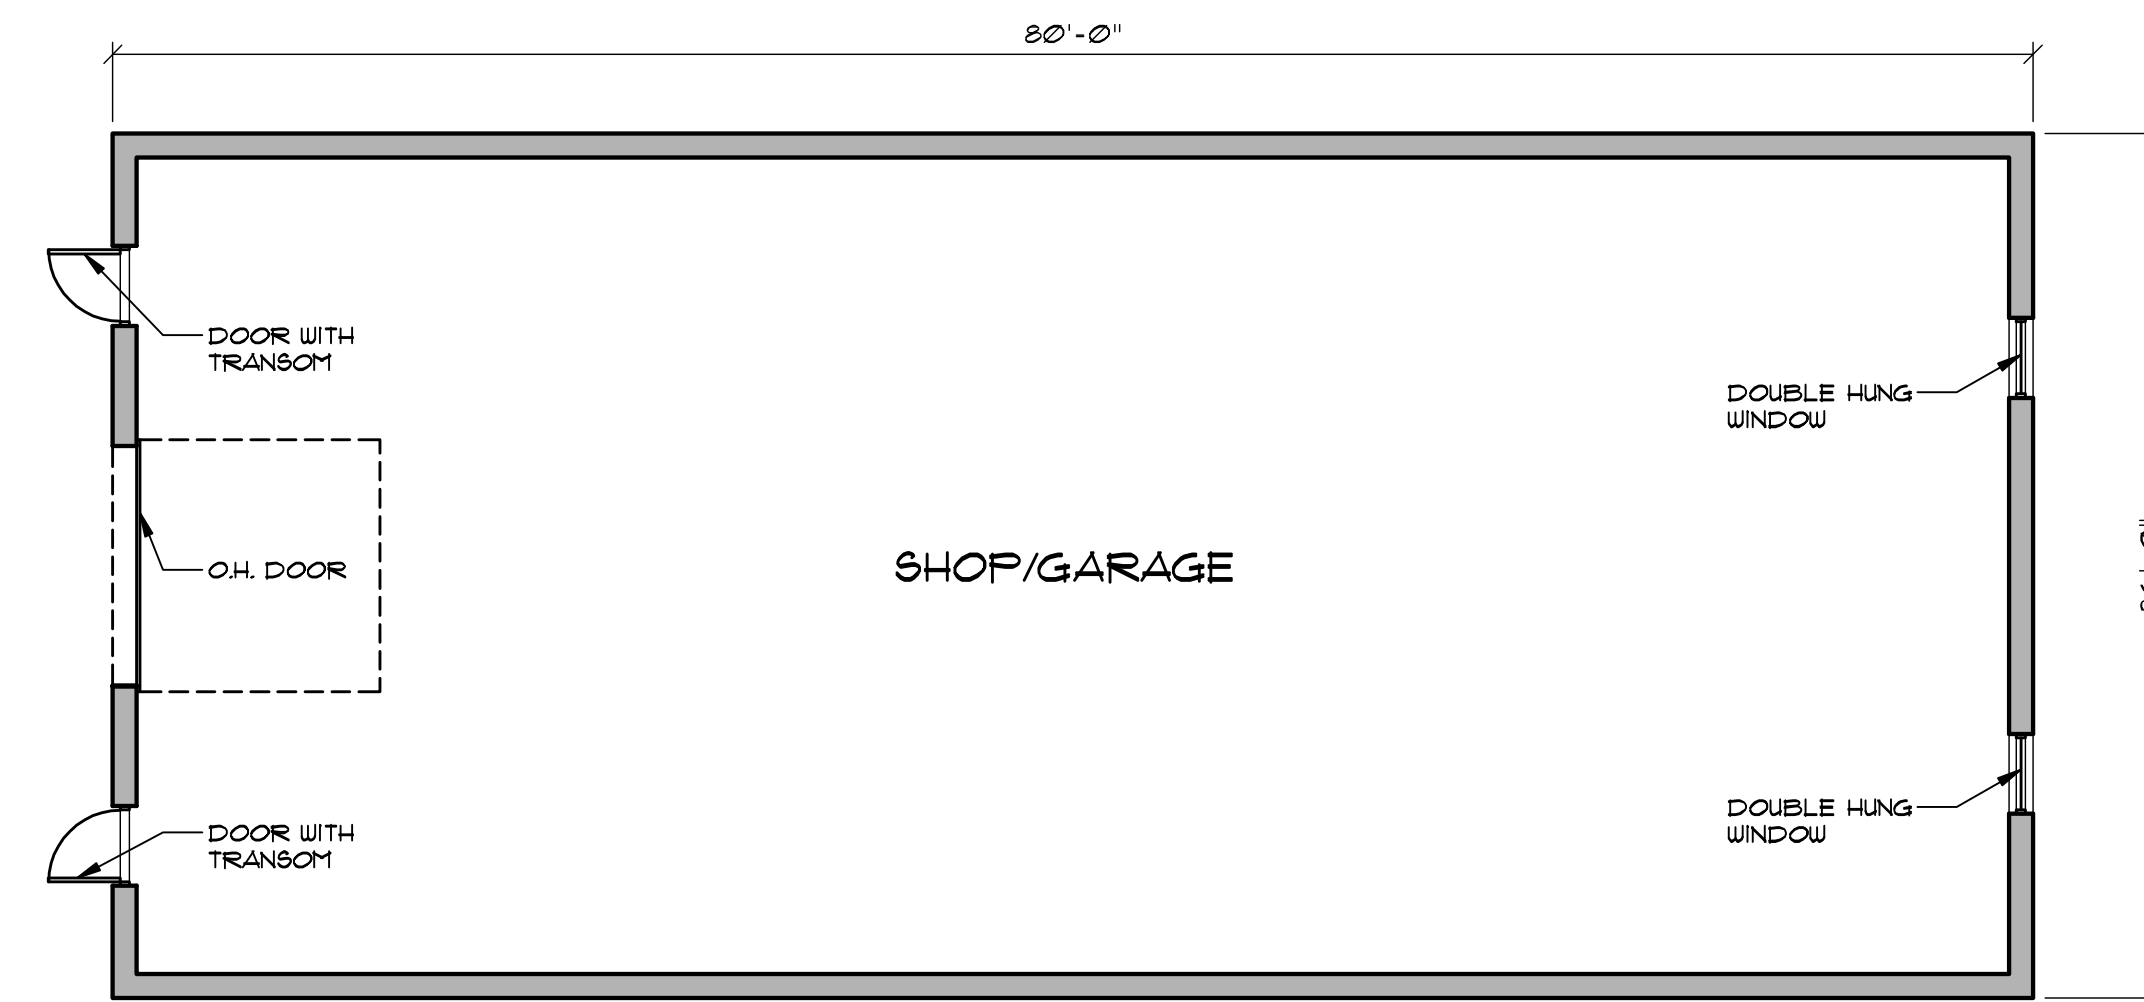 80'-0"
DOOR WITH
TRANSOM
DOUBLE HUNG
WINDOW
O.H. DOOR
SHOP/GARAGE
DOOR WITH
TRANSOM
DOUBLE HUNG
WINDOW